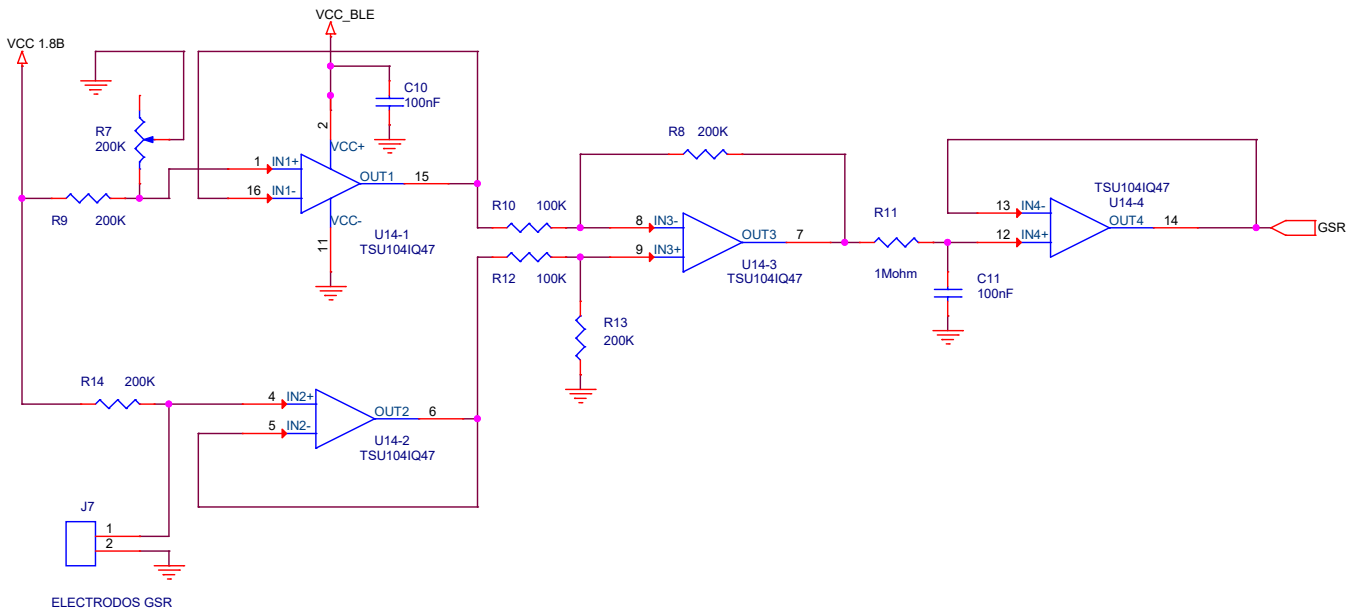 VCC_BLE
VCC 1.8B
C10
100nF
R7
200K
2
VCC+
1
IN1+
16
IN1-
OUT1
15
VCC-
11
U14-1
TSU104IQ47
R9
200K
R8
200K
R10
100K
8
IN3-
9
IN3+
OUT3
7
U14-3
TSU104IQ47
R12
100K
R13
200K
R11
1Mohm
C11
100nF
TSU104IQ47
U14-4
13
IN4-
12
IN4+
OUT4
14
GSR
R14
200K
4
IN2+
5
IN2-
OUT2
6
U14-2
TSU104IQ47
J7
1
2
ELECTRODOS GSR